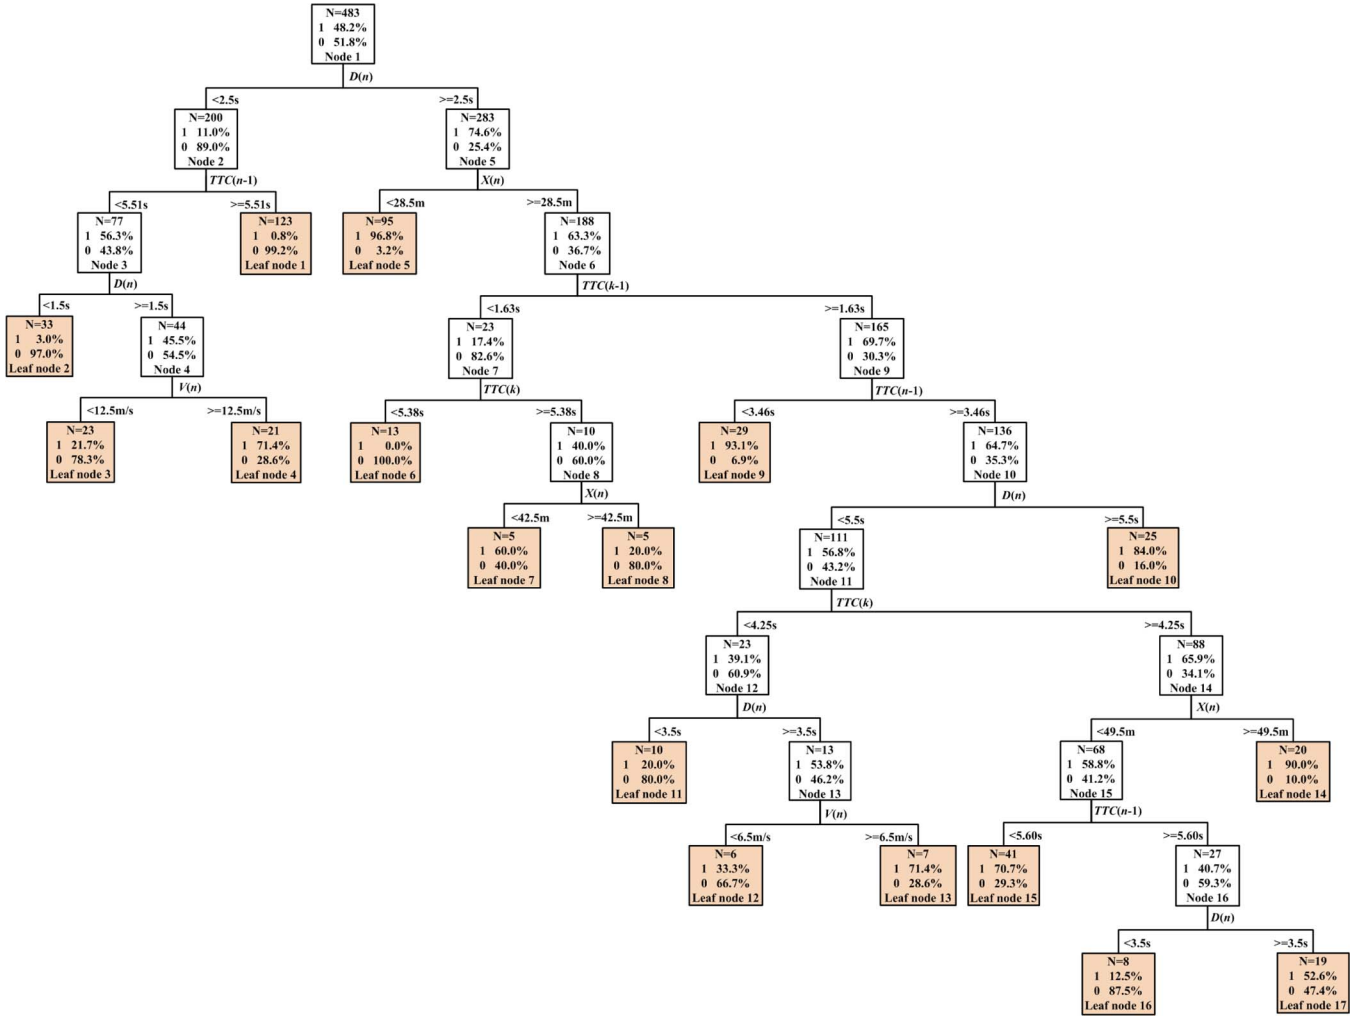 N=483
1 48.2%
0 51.8%
Node 1
D(n)
<2.5s
>=2.5s
N=200
1 11.0%
0 89.0%
Node 2
N=283
1 74.6%
0 25.4%
Node 5
TTC(n-1)
X(n)
<5.51s
>=5.51s
<28.5m
>=28.5m
N=77
1 56.3%
0 43.8%
Node 3
N=123
1 0.8%
0 99.2%
Leaf node 1
N=95
1 96.8%
0 3.2%
Leaf node 5
N=188
1 63.3%
0 36.7%
Node 6
D(n)
TTC(k-1)
<1.5s
>=1.5s
<1.63s
>=1.63s
N=33
1 3.0%
0 97.0%
Leaf node 2
N=44
1 45.5%
0 54.5%
Node 4
N=23
1 17.4%
0 82.6%
Node 7
N=165
1 69.7%
0 30.3%
Node 9
V(n)
TTC(k)
TTC(n-1)
<12.5m/s
>=12.5m/s
<5.38s
>=5.38s
<3.46s
>=3.46s
N=23
1 21.7%
0 78.3%
Leaf node 3
N=21
1 71.4%
0 28.6%
Leaf node 4
N=13
1 0.0%
0 100.0%
Leaf node 6
N=10
1 40.0%
0 60.0%
Node 8
N=29
1 93.1%
0 6.9%
Leaf node 9
N=136
1 64.7%
0 35.3%
Node 10
X(n)
D(n)
<42.5m
>=42.5m
<5.5s
>=5.5s
N=5
1 60.0%
0 40.0%
Leaf node 7
N=5
1 20.0%
0 80.0%
Leaf node 8
N=111
1 56.8%
0 43.2%
Node 11
N=25
1 84.0%
0 16.0%
Leaf node 10
TTC(k)
<4.25s
>=4.25s
N=23
1 39.1%
0 60.9%
Node 12
N=88
1 65.9%
0 34.1%
Node 14
D(n)
X(n)
<3.5s
>=3.5s
<49.5m
>=49.5m
N=10
1 20.0%
0 80.0%
Leaf node 11
N=13
1 53.8%
0 46.2%
Node 13
N=68
1 58.8%
0 41.2%
Node 15
N=20
1 90.0%
0 10.0%
Leaf node 14
V(n)
TTC(n-1)
<6.5m/s
>=6.5m/s
<5.60s
>=5.60s
N=6
1 33.3%
0 66.7%
Leaf node 12
N=7
1 71.4%
0 28.6%
Leaf node 13
N=41
1 70.7%
0 29.3%
Leaf node 15
N=27
1 40.7%
0 59.3%
Node 16
D(n)
<3.5s
>=3.5s
N=8
1 12.5%
0 87.5%
Leaf node 16
N=19
1 52.6%
0 47.4%
Leaf node 17